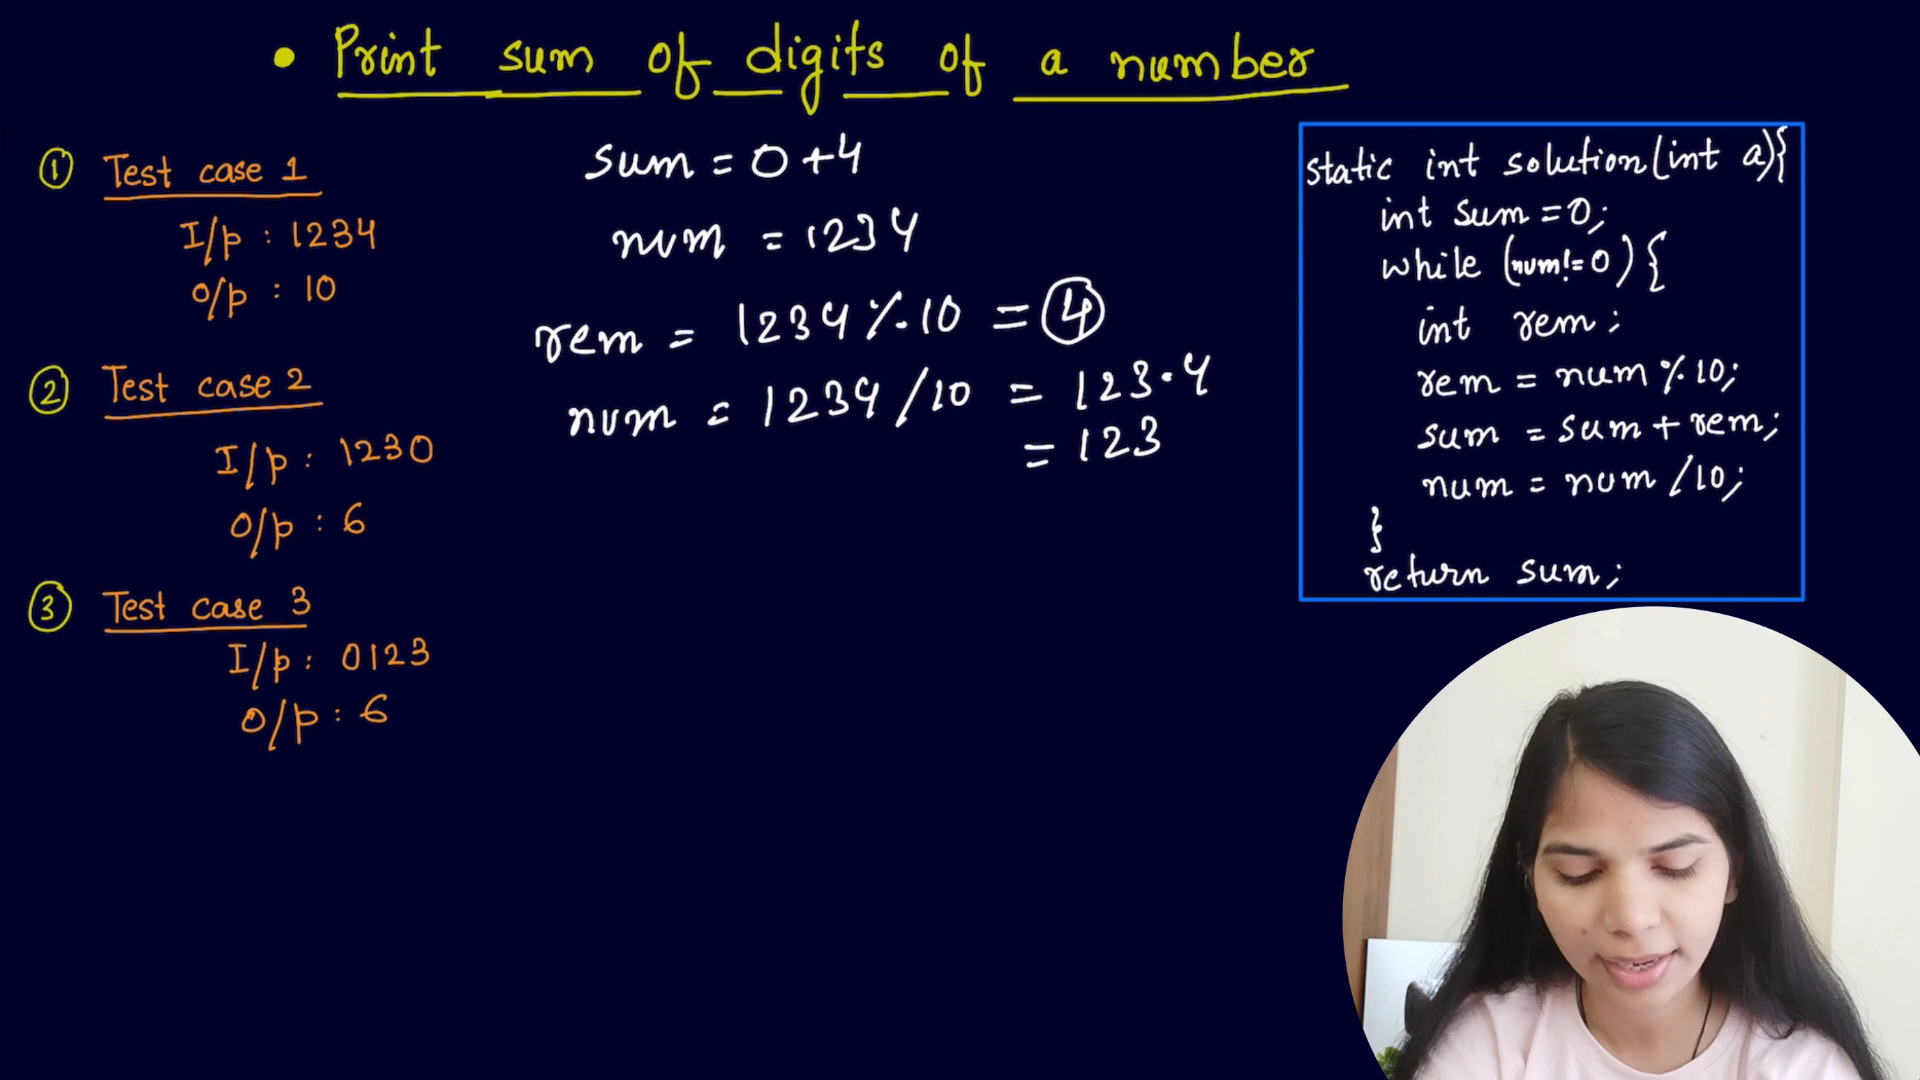 • Print sum of digits of a number
① Test case 1
I/p : 1234
O/p : 10
② Test case 2
I/p : 1230
O/p : 6
③ Test case 3
I/p : 0123
O/p : 6
sum = 0+4
num = 1234
rem = 1234 % 10 = ④
num = 1234 / 10 = 123.4
= 123
static int solution(int a){
int sum = 0;
while (num != 0) {
int rem ;
rem = num % 10;
sum = sum + rem;
num = num / 10;
}
return sum;